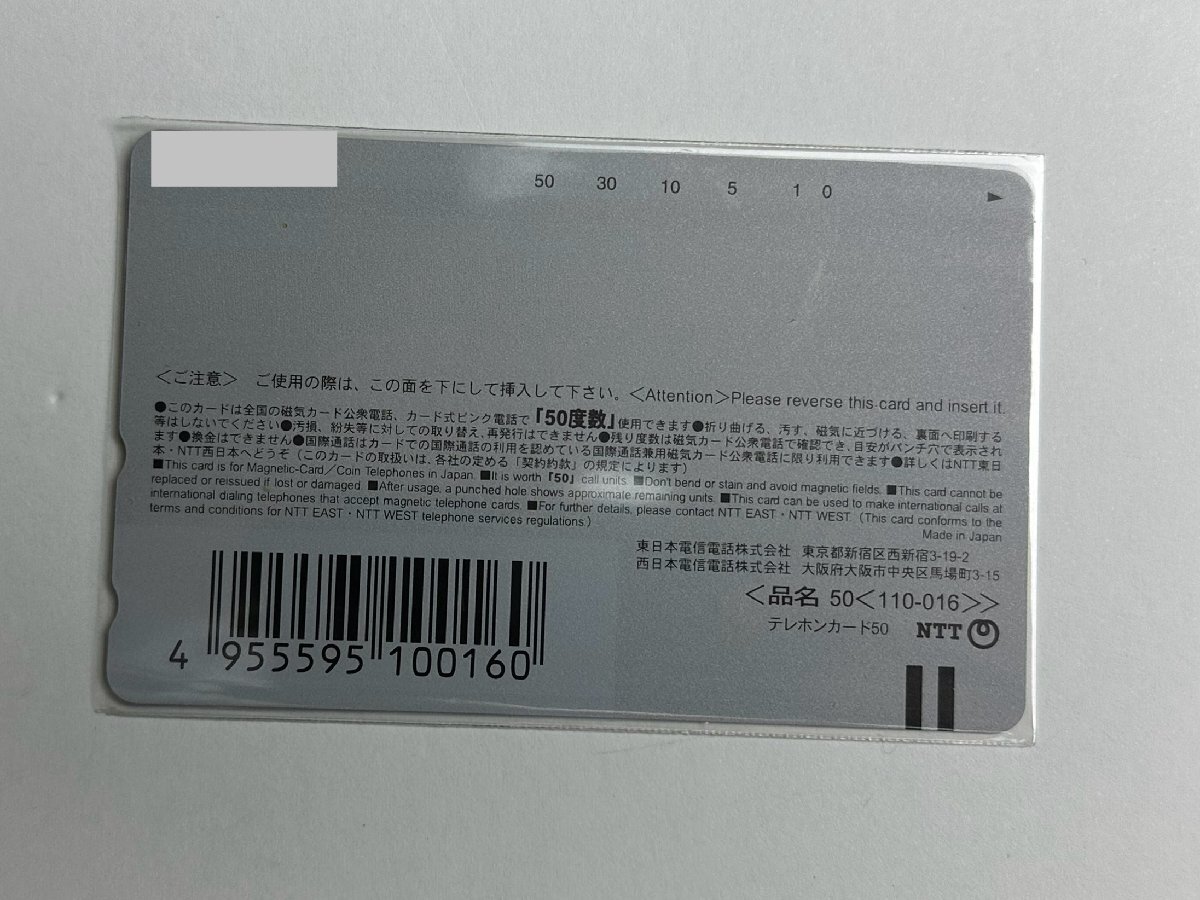 50 30 10 5 1 0
<ご注意> ご使用の際は、この面を下にして挿入して下さい。<Attention>Please reverse this card and insert it.
●このカードは全国の磁気カード公衆電話、カード式ピンク電話で「50度数」使用できます●折り曲げる、汚す、磁気に近づける、裏面へ印刷する
等はしないでください●汚損、紛失等に対しての取り替え、再発行はできません●残り度数は磁気カード公衆電話で確認でき、目安がパンチ穴で表示され
ます●換金はできません●国際通話はカードでの国際通話の利用を認めている国際通話兼用磁気カード公衆電話に限り利用できます●詳しくはNTT東日
本・NTT西日本へどうぞ(このカードの取扱いは、各社の定める「契約約款」の規定によります)
■This card is for Magnetic-Card/Coin Telephones in Japan. ■It is worth「50」call units. ■Don't bend or stain and avoid magnetic fields. ■This card cannot be
replaced or reissued if lost or damaged. ■After usage, a punched hole shows approximate remaining units. ■This card can be used to make international calls at
international dialing telephones that accept magnetic telephone cards. ■For further details, please contact NTT EAST・NTT WEST. (This card conforms to the
terms and conditions for NTT EAST・NTT WEST telephone services regulations.)
Made in Japan
東日本電信電話株式会社 東京都新宿区西新宿3-19-2
西日本電信電話株式会社 大阪府大阪市中央区馬場町3-15
<品名 50<110-016>>
テレホンカード50 NTT
4 955595 100160